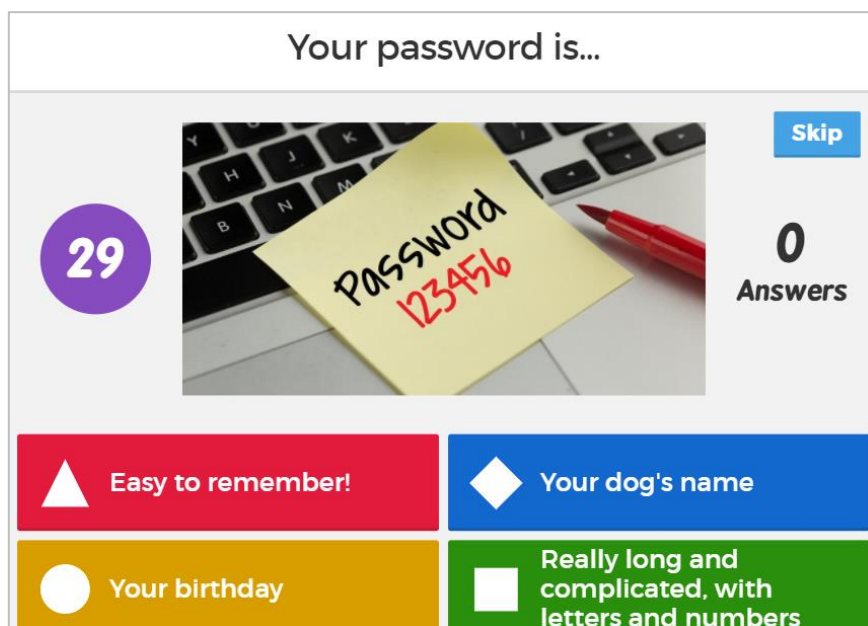 Your password is...
Skip
29
Password
123456
0
Answers
Easy to remember!
Your dog's name
Your birthday
Really long and
complicated, with
letters and numbers